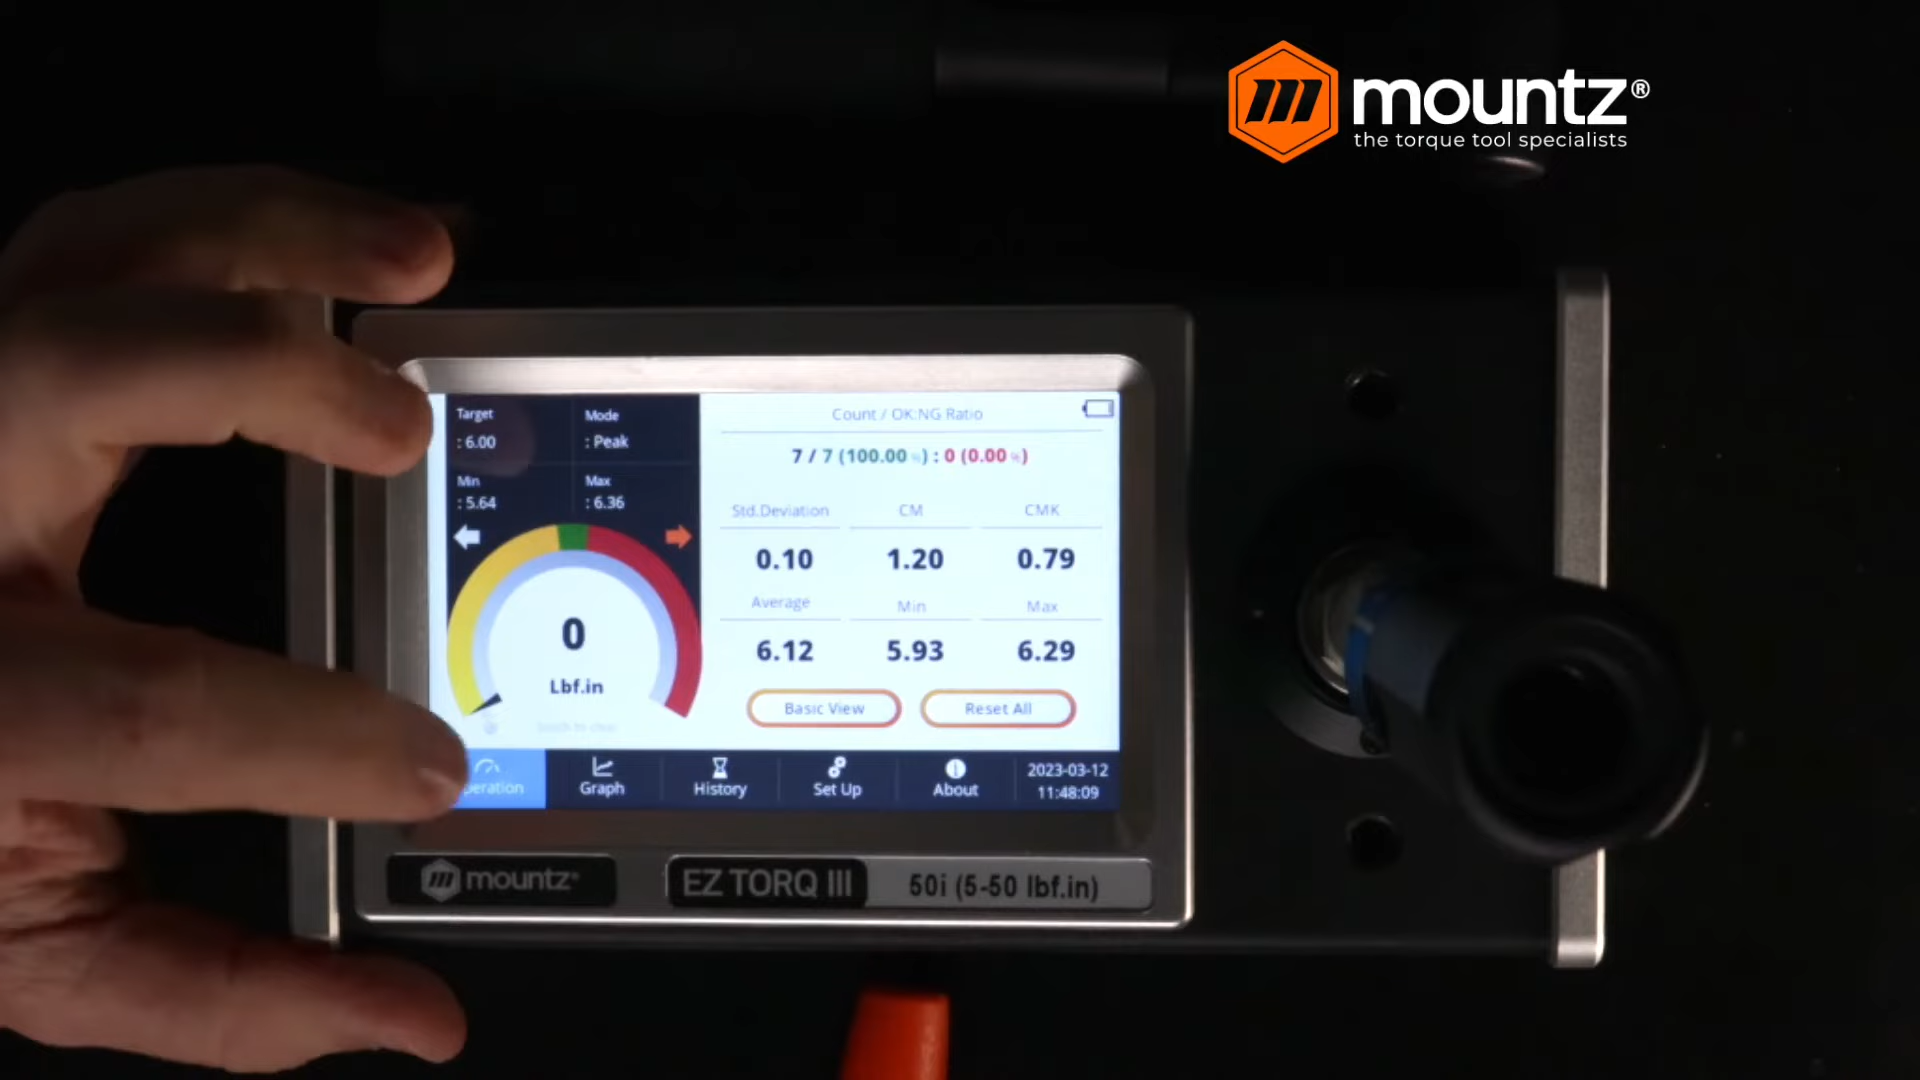 mountz®
the torque tool specialists
Target
: 6.00
Mode
: Peak
Min
: 5.64
Max
: 6.36
0
Lbf.in
Count / OK:NG Ratio
7 / 7 (100.00 %) : 0 (0.00 %)
Std.Deviation
CM
CMK
0.10
1.20
0.79
Average
Min
Max
6.12
5.93
6.29
Basic View
Reset All
Graph
History
Set Up
About
2023-03-12
11:48:09
mountz®
EZ TORQ III
50i (5-50 lbf.in)